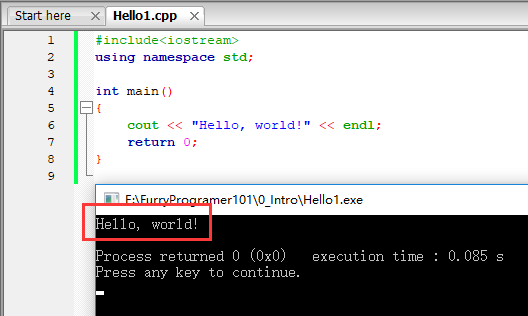 Start here Hello1.cpp
1 #include<iostream>
2 using namespace std;
3
4 int main()
5 {
6 cout << "Hello, world!" << endl;
7 return 0;
8 }
9
E:\FurryProgramer101\0_Intro\Hello1.exe
Hello, world!
Process returned 0 (0x0) execution time : 0.085 s
Press any key to continue.